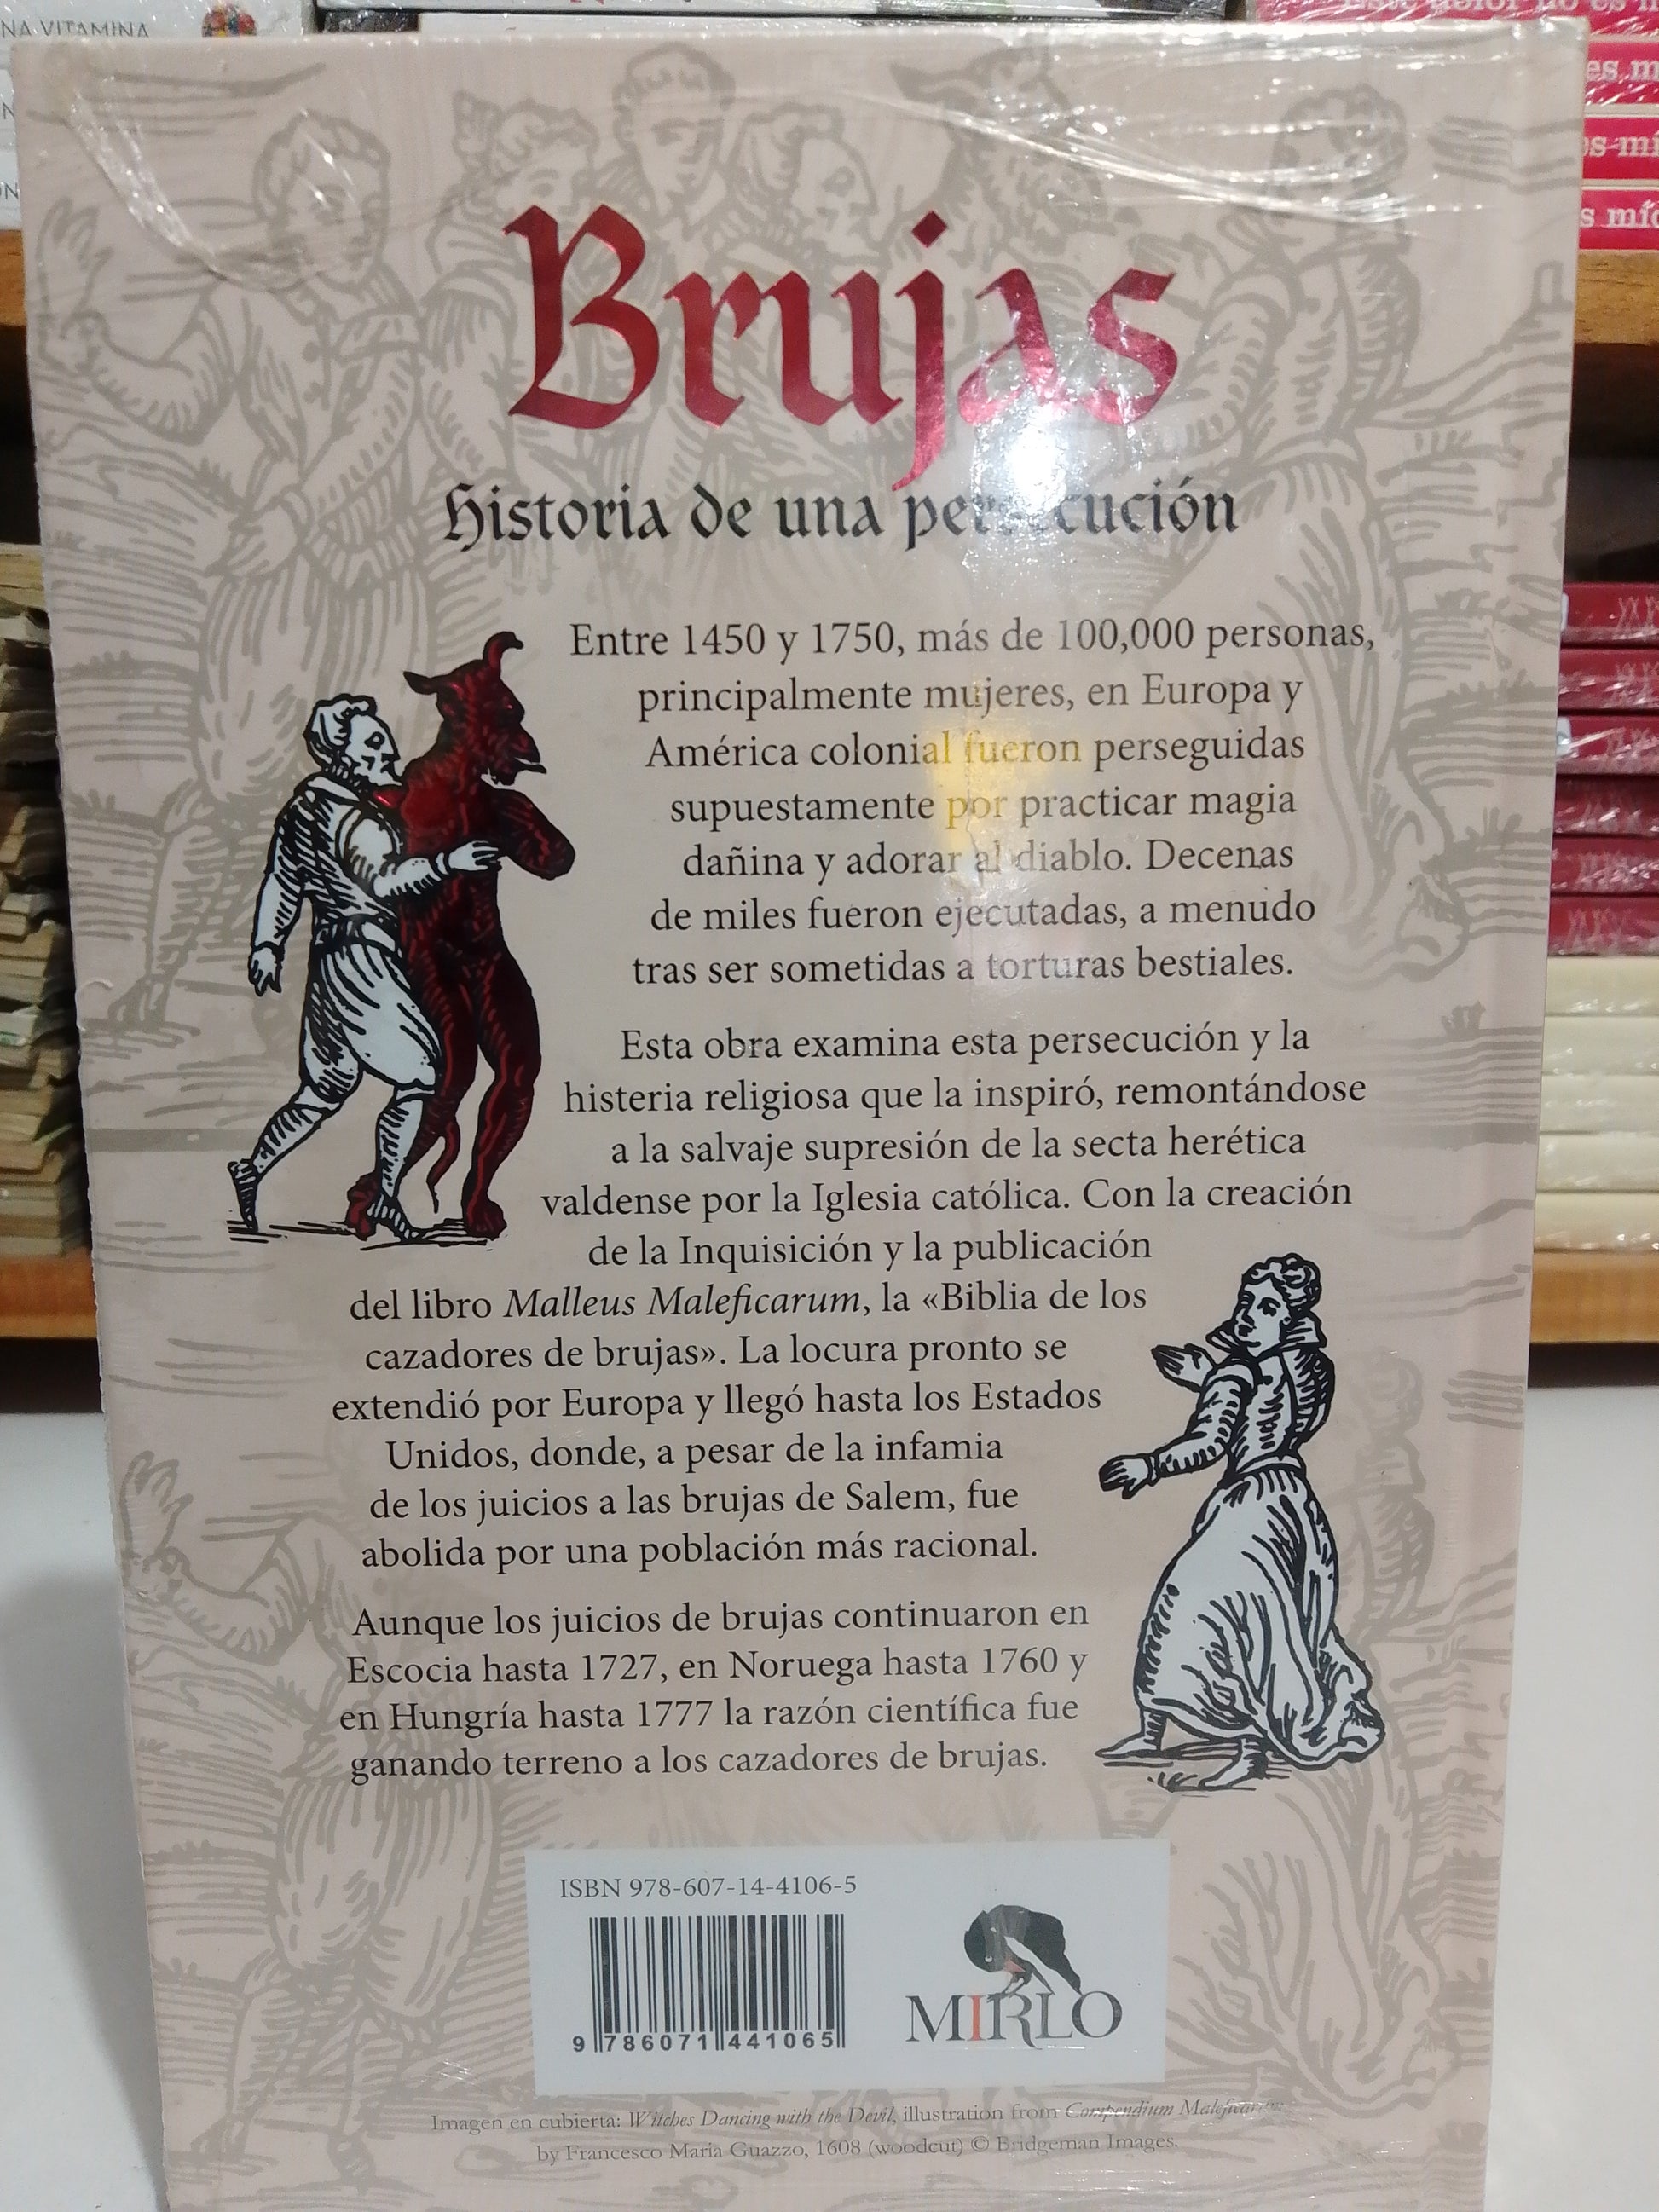 NA VITAMINA
es m
s mi
s míc
Brujas
Historia de una persecución
Entre 1450 y 1750, más de 100,000 personas,
principalmente mujeres, en Europa y
América colonial fueron perseguidas
supuestamente por practicar magia
dañina y adorar al diablo. Decenas
de miles fueron ejecutadas, a menudo
tras ser sometidas a torturas bestiales.
Esta obra examina esta persecución y la
histeria religiosa que la inspiró, remontándose
a la salvaje supresión de la secta herética
valdense por la Iglesia católica. Con la creación
de la Inquisición y la publicación
del libro Malleus Maleficarum, la «Biblia de los
cazadores de brujas». La locura pronto se
extendió por Europa y llegó hasta los Estados
Unidos, donde, a pesar de la infamia
de los juicios a las brujas de Salem, fue
abolida por una población más racional.
Aunque los juicios de brujas continuaron en
Escocia hasta 1727, en Noruega hasta 1760 y
en Hungría hasta 1777 la razón científica fue
ganando terreno a los cazadores de brujas.
ISBN 978-607-14-4106-5
9 786071 441065
MIRLO
Imagen en cubierta: Witches Dancing with the Devil, illustration from Compendium Maleficarum
by Francesco Maria Guazzo, 1608 (woodcut) © Bridgeman Images.